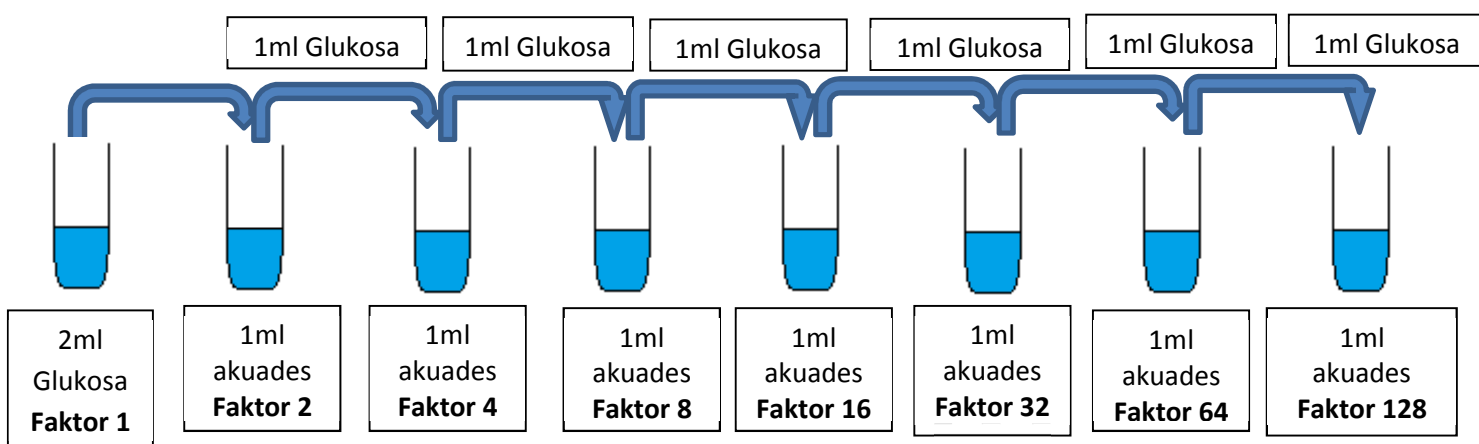 1ml Glukosa
1ml Glukosa
1ml Glukosa
1ml Glukosa
1ml Glukosa
1ml Glukosa
2ml
Glukosa
Faktor 1
1ml
akuades
Faktor 2
1ml
akuades
Faktor 4
1ml
akuades
Faktor 8
1ml
akuades
Faktor 16
1ml
akuades
Faktor 32
1ml
akuades
Faktor 64
1ml
akuades
Faktor 128